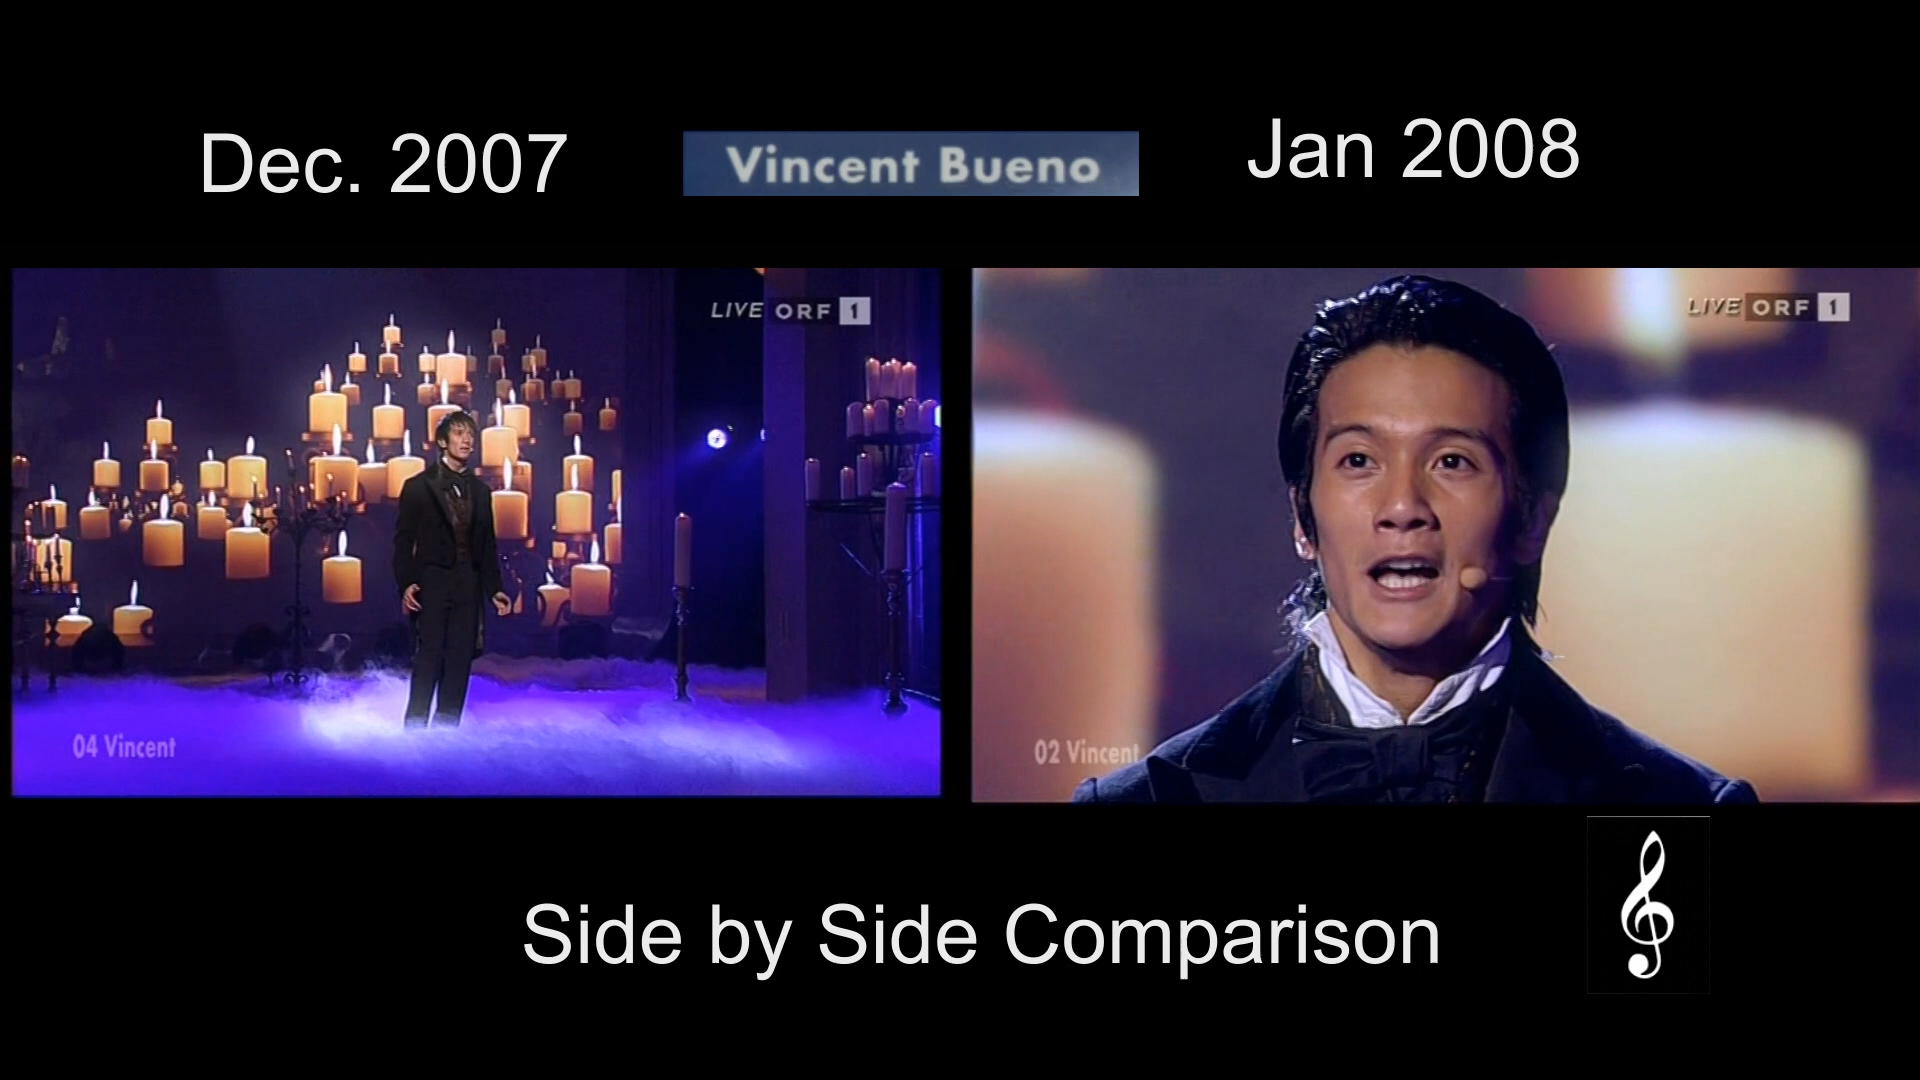 Dec. 2007
Vincent Bueno
Jan 2008
LIVE ORF 1
LIVE ORF 1
04 Vincent
02 Vincent
Side by Side Comparison